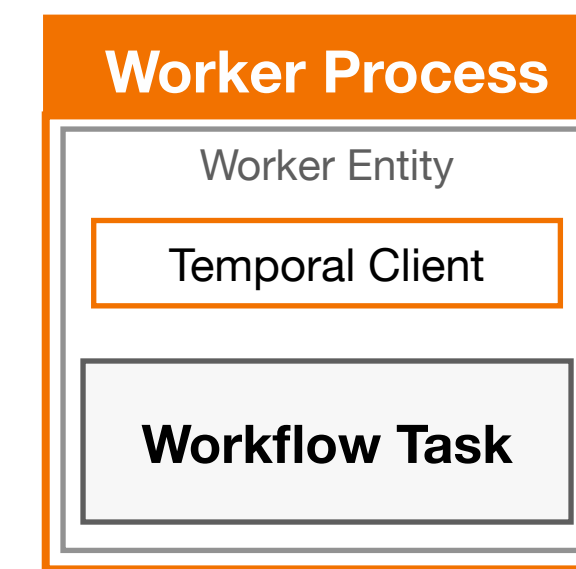 Worker Process
Worker Entity
Temporal Client
Workflow Task